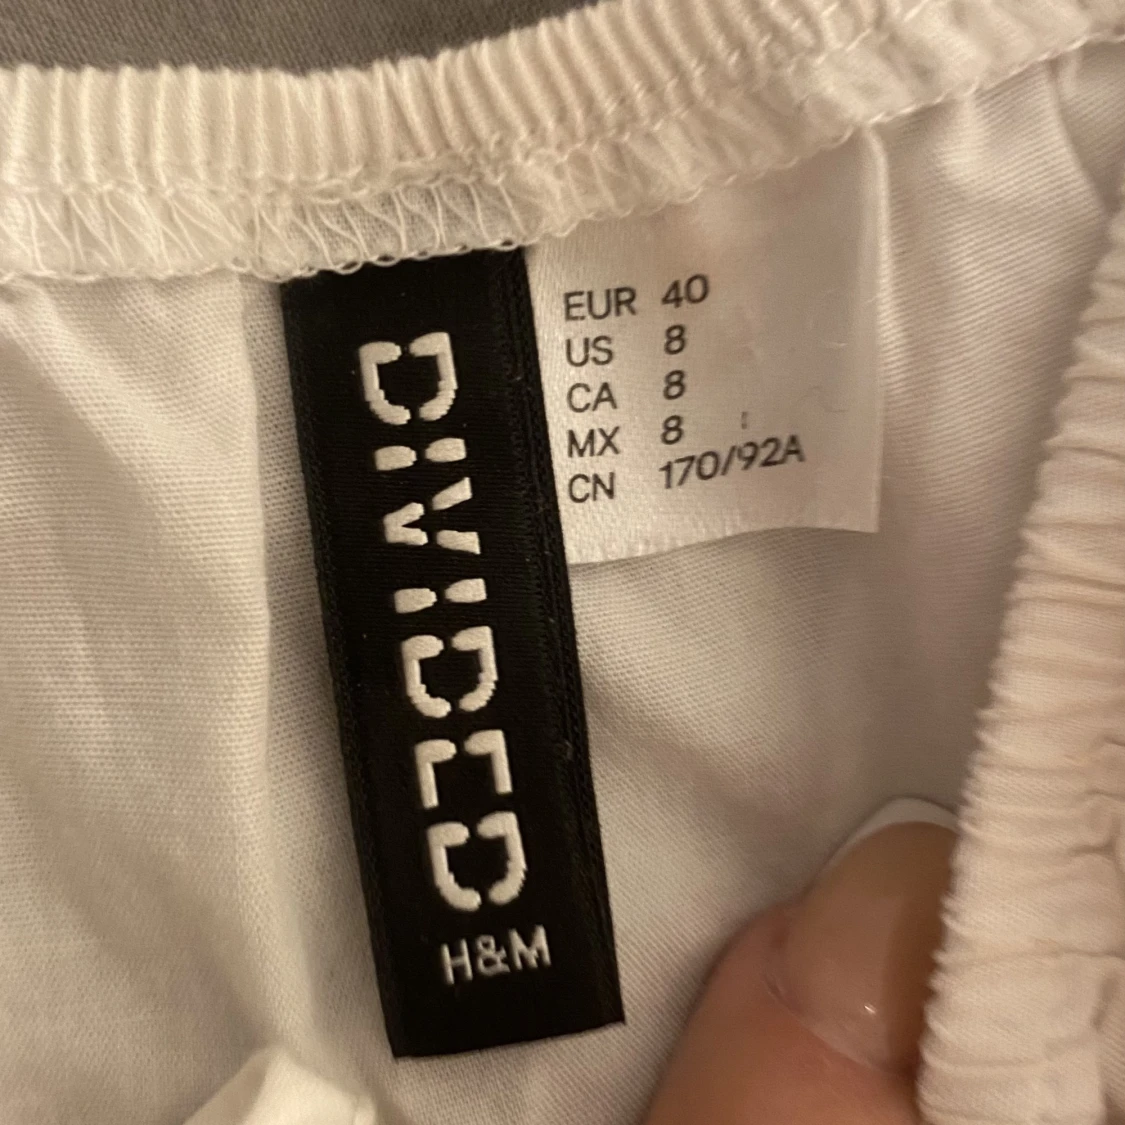 DIVIDED
H&M
EUR 40
US 8
CA 8
MX 8
CN 170/92A